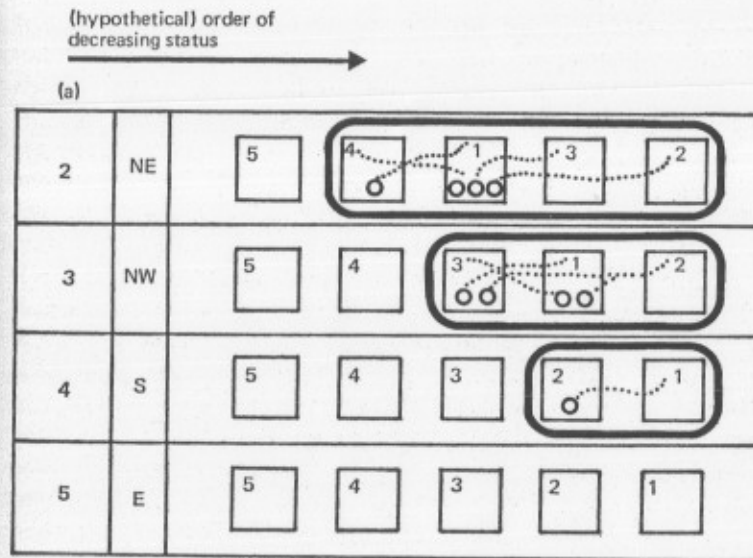 (hypothetical) order of
decreasing status
(a)
2 NE 5 4 1 3 2
3 NW 5 4 3 1 2
4 S 5 4 3 2 1
5 E 5 4 3 2 1